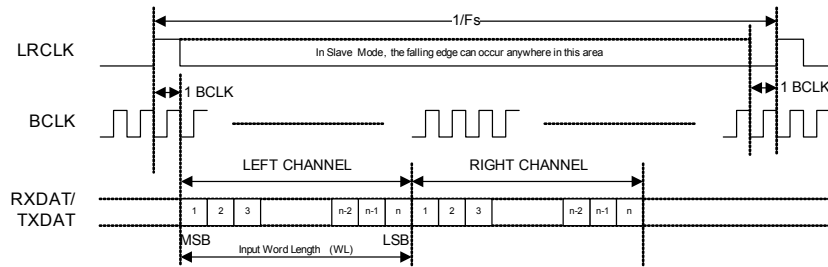 1/Fs
LRCLK
In Slave Mode, the falling edge can occur anywhere in this area
1 BCLK
1 BCLK
BCLK
LEFT CHANNEL
RIGHT CHANNEL
RXDAT/
TXDAT
1 2 3 n-2 n-1 n 1 2 3 n-2 n-1 n
MSB
LSB
Input Word Length (WL)